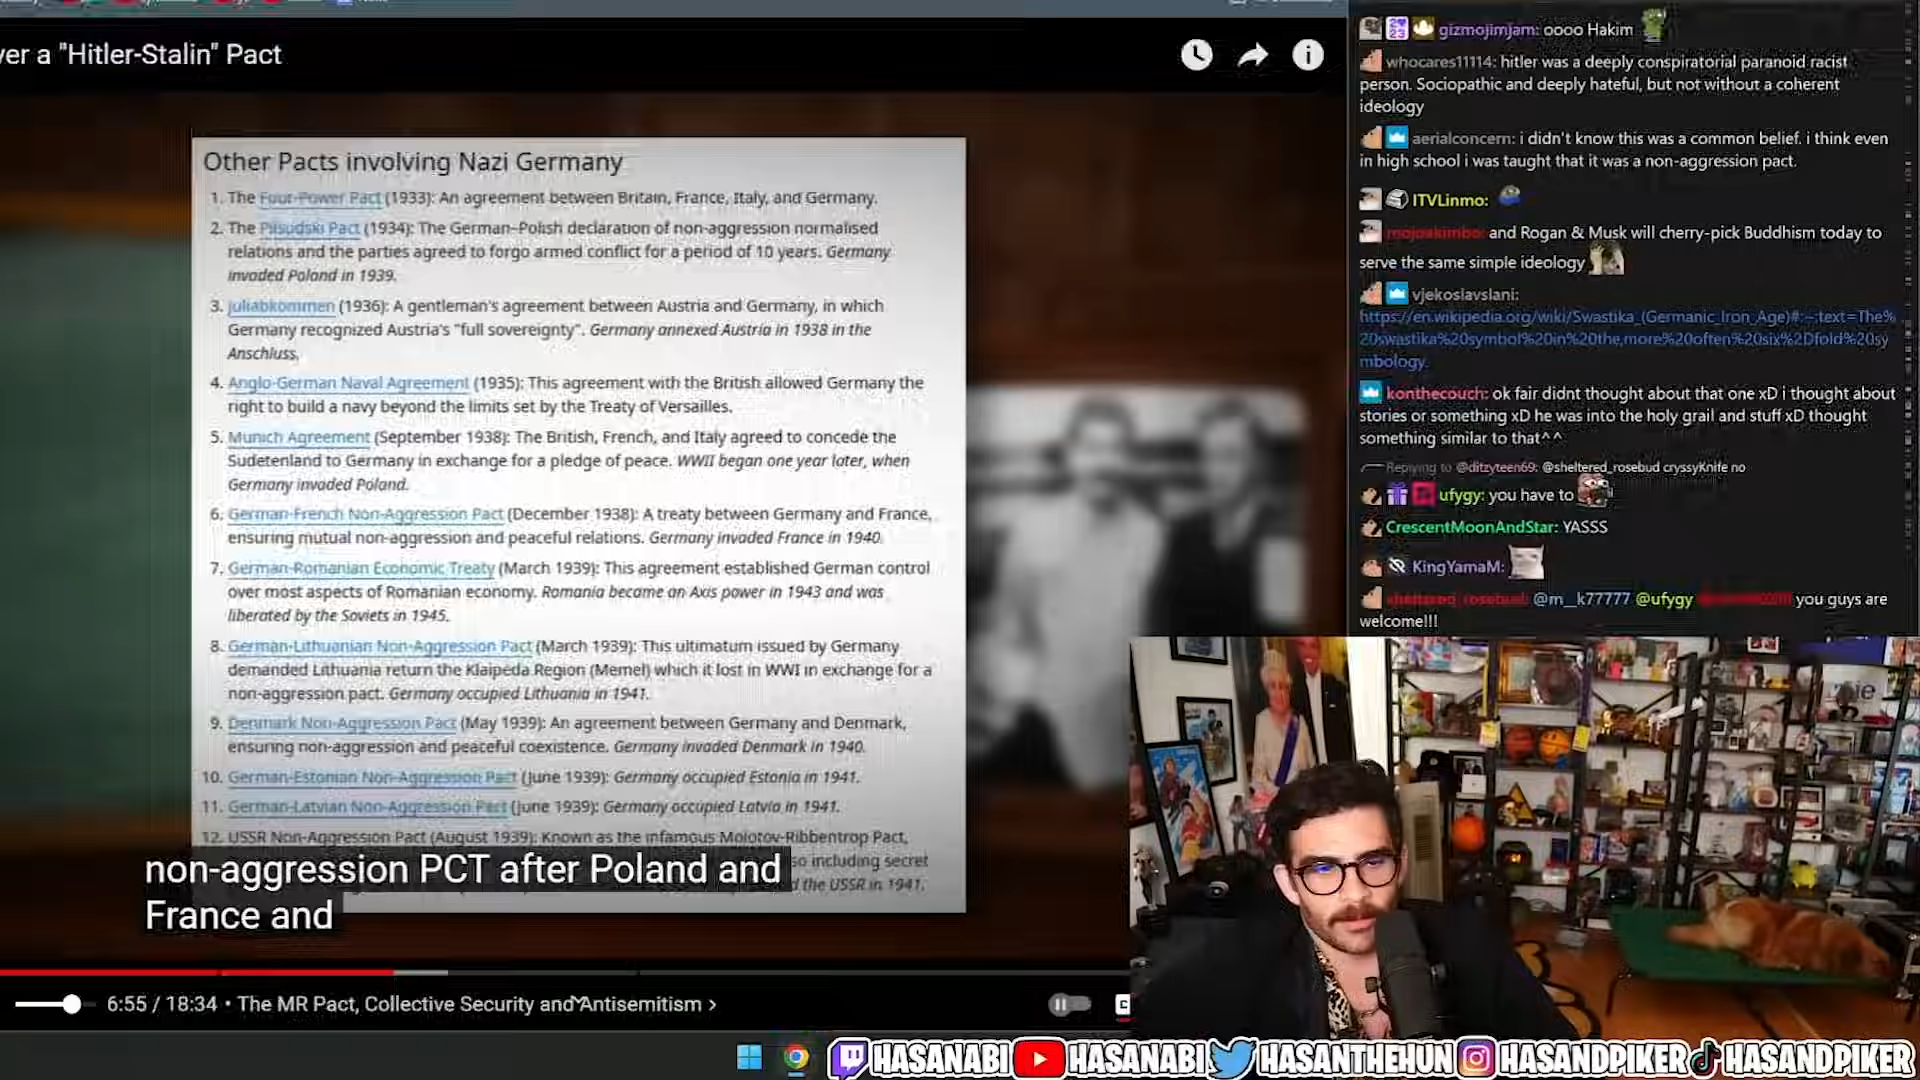 ver a "Hitler-Stalin" Pact
Other Pacts involving Nazi Germany
1. The Four-Power Pact (1933): An agreement between Britain, France, Italy, and Germany.
2. The Pilsudski Pact (1934): The German–Polish declaration of non-aggression normalised
relations and the parties agreed to forgo armed conflict for a period of 10 years. Germany
invaded Poland in 1939.
3. Juliabkommen (1936): A gentleman's agreement between Austria and Germany, in which
Germany recognized Austria's "full sovereignty". Germany annexed Austria in 1938 in the
Anschluss.
4. Anglo-German Naval Agreement (1935): This agreement with the British allowed Germany the
right to build a navy beyond the limits set by the Treaty of Versailles.
5. Munich Agreement (September 1938): The British, French, and Italy agreed to concede the
Sudetenland to Germany in exchange for a pledge of peace. WWII began one year later, when
Germany invaded Poland.
6. German-French Non-Aggression Pact (December 1938): A treaty between Germany and France,
ensuring mutual non-aggression and peaceful relations. Germany invaded France in 1940.
7. German-Romanian Economic Treaty (March 1939): This agreement established German control
over most aspects of Romanian economy. Romania became an Axis power in 1943 and was
liberated by the Soviets in 1945.
8. German-Lithuanian Non-Aggression Pact (March 1939): This ultimatum issued by Germany
demanded Lithuania return the Klaipėda Region (Memel) which it lost in WWI in exchange for a
non-aggression pact. Germany occupied Lithuania in 1941.
9. Denmark Non-Aggression Pact (May 1939): An agreement between Germany and Denmark,
ensuring non-aggression and peaceful coexistence. Germany invaded Denmark in 1940.
10. German-Estonian Non-Aggression Pact (June 1939): Germany occupied Estonia in 1941.
11. German-Latvian Non-Aggression Pact (June 1939): Germany occupied Latvia in 1941.
12. USSR Non-Aggression Pact (August 1939): Known as the infamous Molotov-Ribbentrop Pact,
so including secret
d the USSR in 1941.
non-aggression PCT after Poland and
France and
6:55 / 18:34 • The MR Pact, Collective Security and Antisemitism >
gizmojimjam: oooo Hakim
whocares11114: hitler was a deeply conspiratorial paranoid racist
person. Sociopathic and deeply hateful, but not without a coherent
ideology
aerialconcern: i didn't know this was a common belief. i think even
in high school i was taught that it was a non-aggression pact.
ITVLinmo:
mojoekimbo: and Rogan & Musk will cherry-pick Buddhism today to
serve the same simple ideology
vjekoslavslani:
https://en.wikipedia.org/wiki/Swastika_(Germanic_Iron_Age)#:~:text=The%
20swastika%20symbol%20in%20the,more%20often%20six%2Dfold%20sy
mbology.
konthecouch: ok fair didnt thought about that one xD i thought about
stories or something xD he was into the holy grail and stuff xD thought
something similar to that^^
Replying to @ditzyteen69: @sheltered_rosebud cryssyKnife no
ufygy: you have to
CrescentMoonAndStar: YASSS
KingYamaM:
sheltered_rosebud: @m__k77777 @ufygy you guys are
welcome!!!
HASANABI HASANABI HASANTHEHUN HASANDPIKER HASANDPIKER